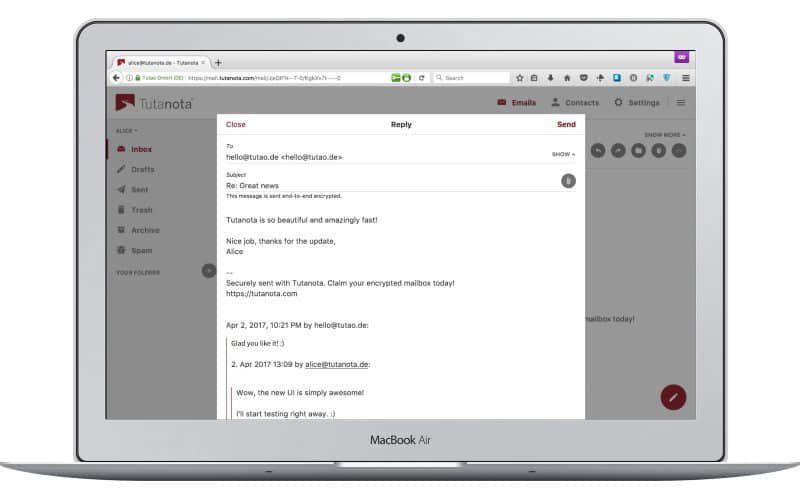 alice@tutanota.de - Tutanota
Tutao GmbH (DE)
Search
Tutanota
Emails
Contacts
Settings
ALICE
Inbox
Drafts
Sent
Trash
Archive
Spam
YOUR FOLDERS
SHOW MORE
Close
Reply
Send
To
hello@tutao.de <hello@tutao.de>
SHOW
Subject
Re: Great news
This message is sent end-to-end encrypted.
Tutanota is so beautiful and amazingly fast!
Nice job, thanks for the update,
Alice
--
Securely sent with Tutanota. Claim your encrypted mailbox today!
https://tutanota.com
Apr 2, 2017, 10:21 PM by hello@tutao.de:
Glad you like it! :)
2. Apr 2017 13:09 by alice@tutanota.de:
Wow, the new UI is simply awesome!
I'll start testing right away. :)
mailbox today!
MacBook Air